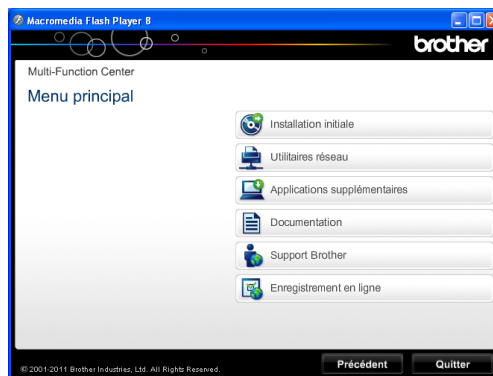 Macromedia Flash Player 8
brother
Multi-Function Center
Menu principal
Installation initiale
Utilitaires réseau
Applications supplémentaires
Documentation
Support Brother
Enregistrement en ligne
© 2001-2011 Brother Industries, Ltd. All Rights Reserved.
Précédent
Quitter